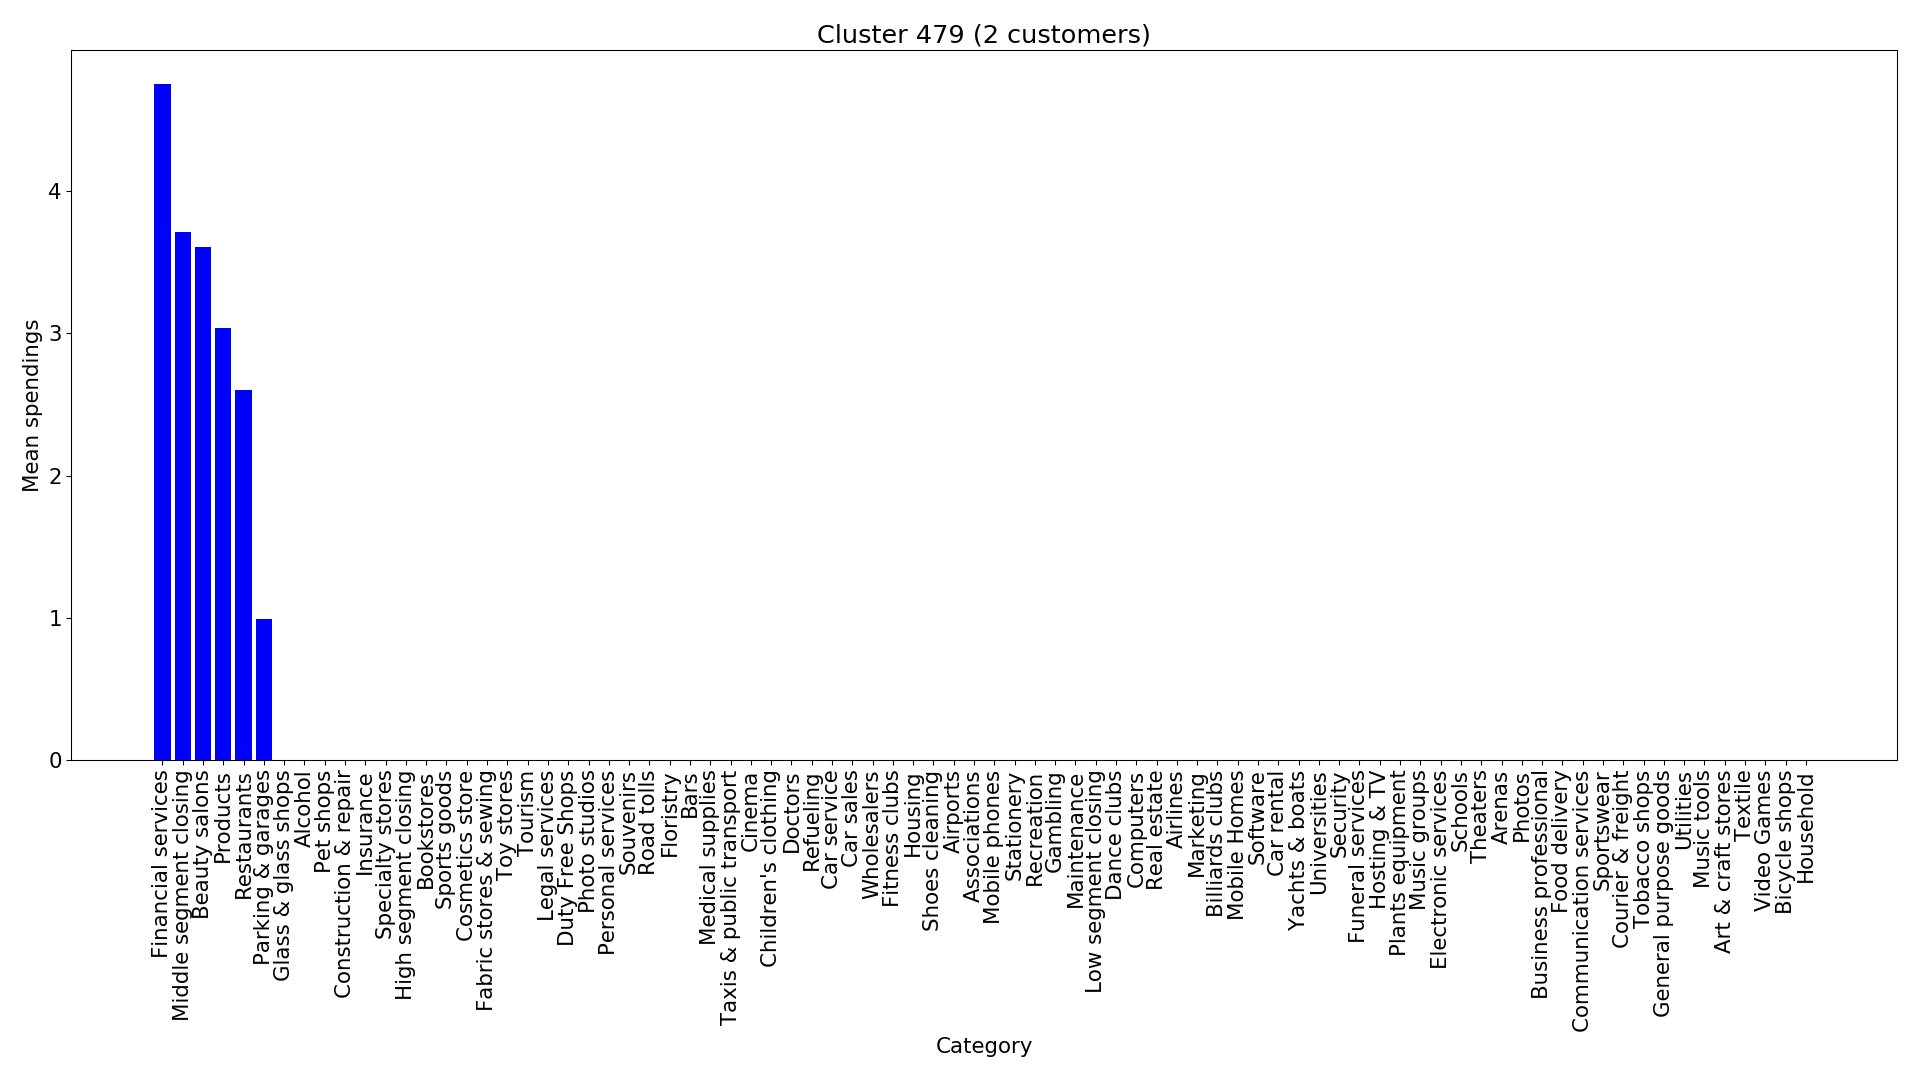 Cluster 479 (2 customers)
Mean spendings
4
3
2
1
0
Financial services
Middle segment closing
Beauty salons
Products
Restaurants
Parking & garages
Glass & glass shops
Alcohol
Pet shops
Construction & repair
Insurance
Specialty stores
High segment closing
Bookstores
Sports goods
Cosmetics store
Fabric stores & sewing
Toy stores
Tourism
Legal services
Duty Free Shops
Photo studios
Personal services
Souvenirs
Road tolls
Floristry
Bars
Medical supplies
Taxis & public transport
Cinema
Children's clothing
Doctors
Refueling
Car service
Car sales
Wholesalers
Fitness clubs
Housing
Shoes cleaning
Airports
Associations
Mobile phones
Stationery
Recreation
Gambling
Maintenance
Low segment closing
Dance clubs
Computers
Real estate
Airlines
Marketing
Billiards clubs
Mobile Homes
Software
Car rental
Yachts & boats
Universities
Security
Funeral services
Hosting & TV
Plants equipment
Music groups
Electronic services
Schools
Theaters
Arenas
Photos
Business professional
Food delivery
Communication services
Sportswear
Courier & freight
Tobacco shops
General purpose goods
Utilities
Music tools
Art & craft stores
Textile
Video Games
Bicycle shops
Household
Category